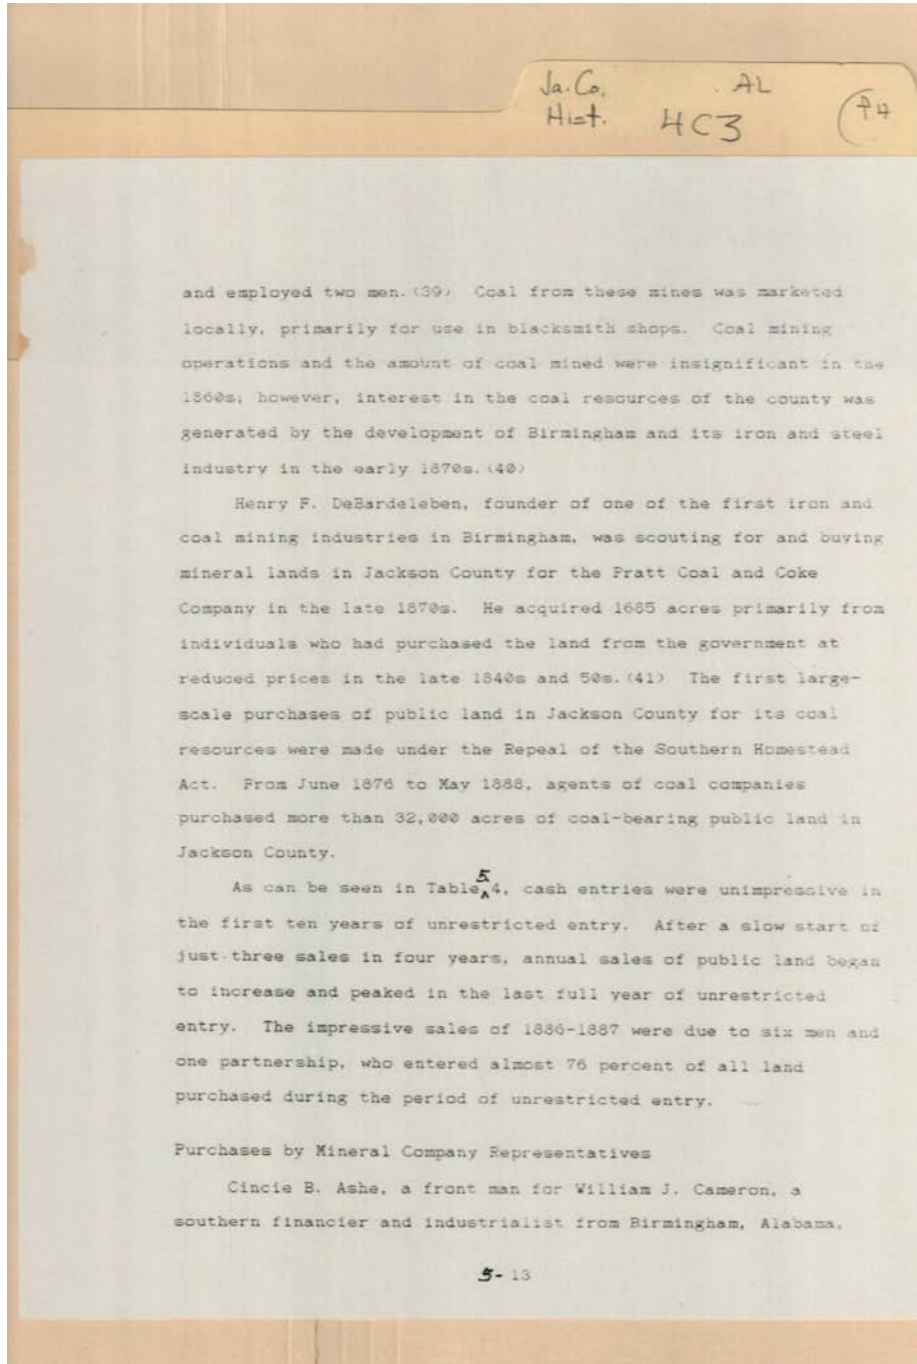 Ja. Co. AL
Hist. 4C3 P4
and employed two men.(39) Coal from these mines was marketed
locally, primarily for use in blacksmith shops. Coal mining
operations and the amount of coal mined were insignificant in the
1860s; however, interest in the coal resources of the county was
generated by the development of Birmingham and its iron and steel
industry in the early 1870s.(40)
Henry F. DeBardeleben, founder of one of the first iron and
coal mining industries in Birmingham, was scouting for and buying
mineral lands in Jackson County for the Pratt Coal and Coke
Company in the late 1870s. He acquired 1685 acres primarily from
individuals who had purchased the land from the government at
reduced prices in the late 1840s and 50s.(41) The first large-
scale purchases of public land in Jackson County for its coal
resources were made under the Repeal of the Southern Homestead
Act. From June 1876 to May 1888, agents of coal companies
purchased more than 32,000 acres of coal-bearing public land in
Jackson County.
As can be seen in Table 5.4, cash entries were unimpressive in
the first ten years of unrestricted entry. After a slow start of
just three sales in four years, annual sales of public land began
to increase and peaked in the last full year of unrestricted
entry. The impressive sales of 1886-1887 were due to six men and
one partnership, who entered almost 76 percent of all land
purchased during the period of unrestricted entry.
Purchases by Mineral Company Representatives
Cincie B. Ashe, a front man for William J. Cameron, a
southern financier and industrialist from Birmingham, Alabama,
5-13